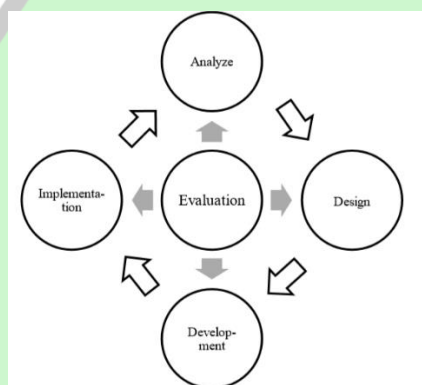 Analyze
Implementa-
tion
Evaluation
Design
Develop-
ment